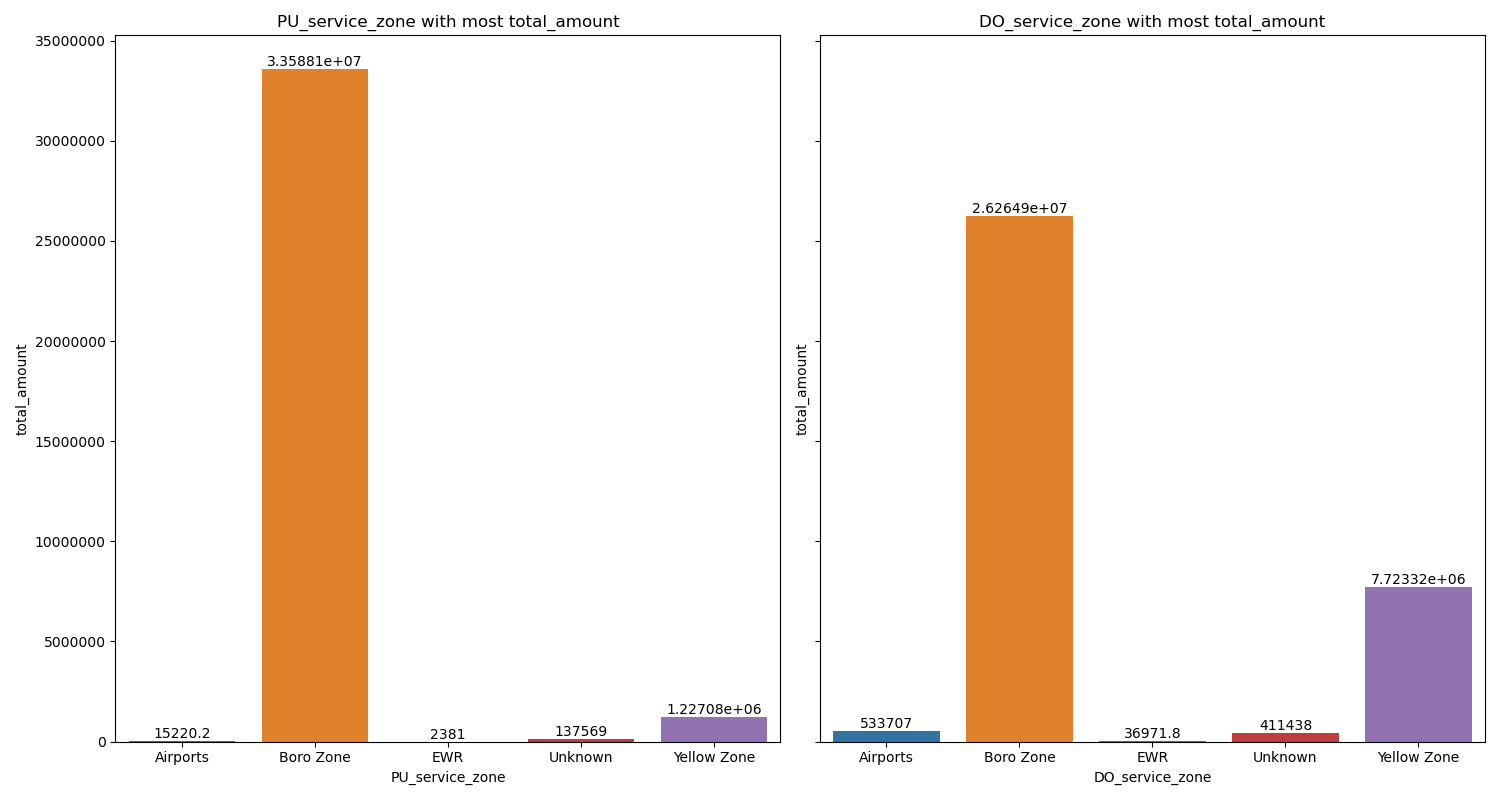 PU_service_zone with most total_amount
35000000
30000000
25000000
20000000
15000000
10000000
5000000
0
total_amount
15220.2
3.35881e+07
2381
137569
1.22708e+06
Airports
Boro Zone
EWR
Unknown
Yellow Zone
PU_service_zone
DO_service_zone with most total_amount
total_amount
533707
2.62649e+07
36971.8
411438
7.72332e+06
Airports
Boro Zone
EWR
Unknown
Yellow Zone
DO_service_zone